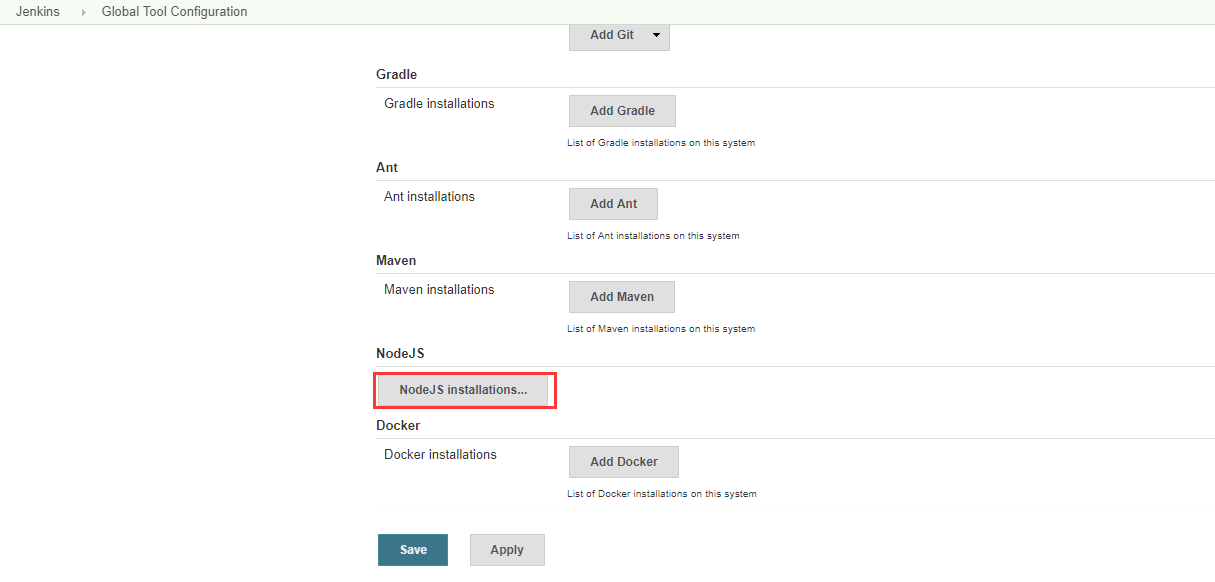 Jenkins Global Tool Configuration
Add Git
Gradle
Gradle installations
Add Gradle
List of Gradle installations on this system
Ant
Ant installations
Add Ant
List of Ant installations on this system
Maven
Maven installations
Add Maven
List of Maven installations on this system
NodeJS
NodeJS installations...
Docker
Docker installations
Add Docker
List of Docker installations on this system
Save Apply